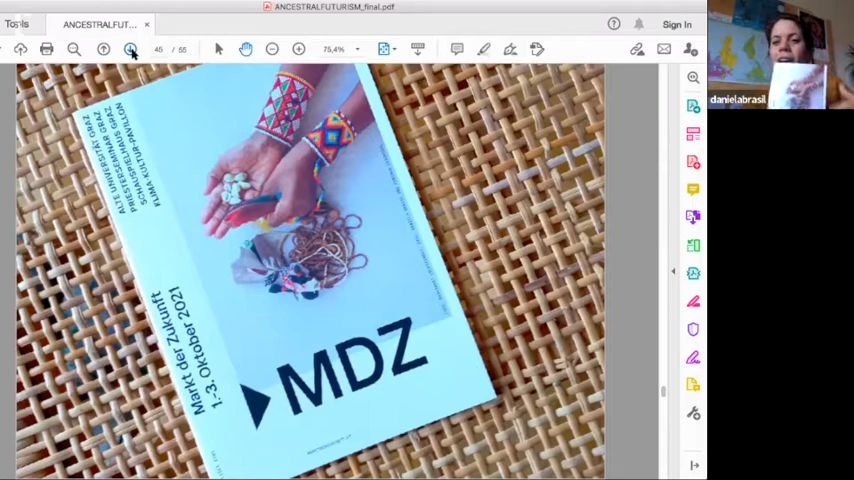 ANCESTRALFUTURISM_final.pdf
Tools
ANCESTRALFUT...
Sign In
45 / 55
75,4%
danielabrasil
ALTE UNIVERSITÄT GRAZ
PRIESTERSEMINAR GRAZ
SCHAUSPIELHAUS GRAZ
KLIMA-KULTUR-PAVILLON
Markt der Zukunft
1.-3. Oktober 2021
MDZ